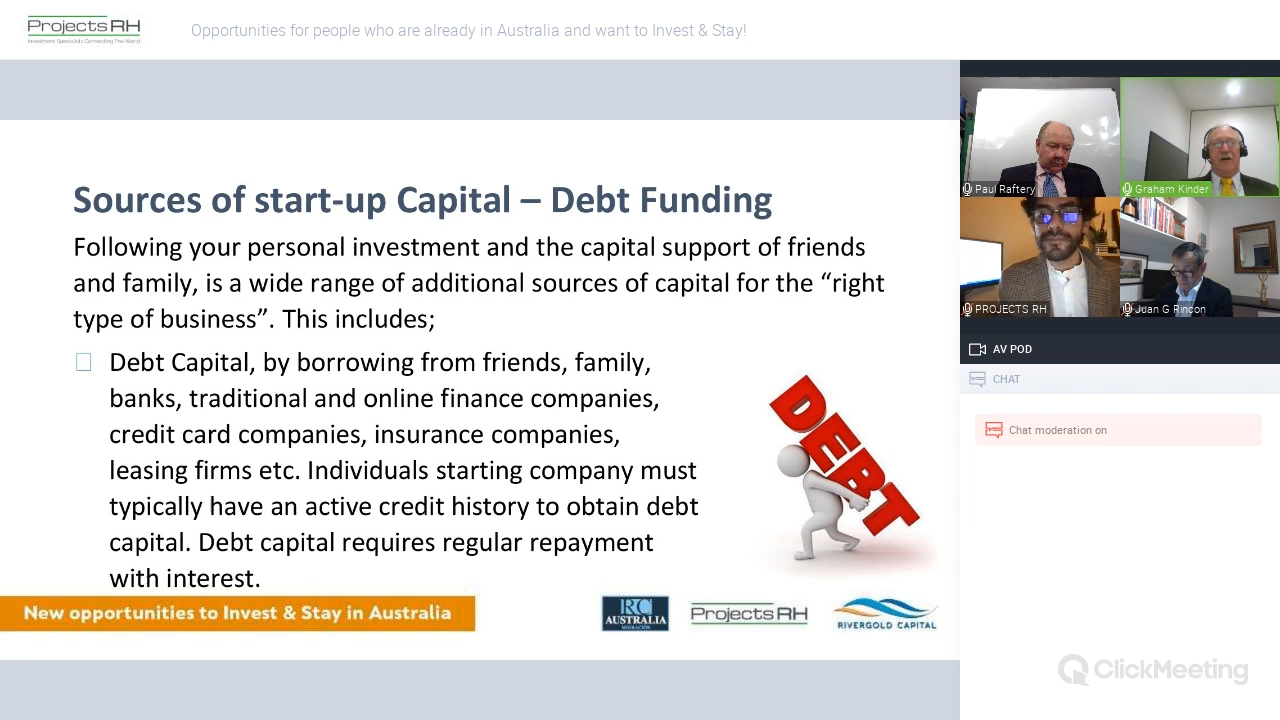 ProjectsRH
Investment Specialists Connecting The World
Opportunities for people who are already in Australia and want to Invest & Stay!
Sources of start-up Capital – Debt Funding
Following your personal investment and the capital support of friends
and family, is a wide range of additional sources of capital for the “right
type of business”. This includes;
Debt Capital, by borrowing from friends, family,
banks, traditional and online finance companies,
credit card companies, insurance companies,
leasing firms etc. Individuals starting company must
typically have an active credit history to obtain debt
capital. Debt capital requires regular repayment
with interest.
DEBT
New opportunities to Invest & Stay in Australia
RC
AUSTRALIA
MIGRACIÓN
ProjectsRH
RIVERGOLD CAPITAL
Paul Raftery
Graham Kinder
PROJECTS RH
Juan G Rincon
AV POD
CHAT
Chat moderation on
ClickMeeting